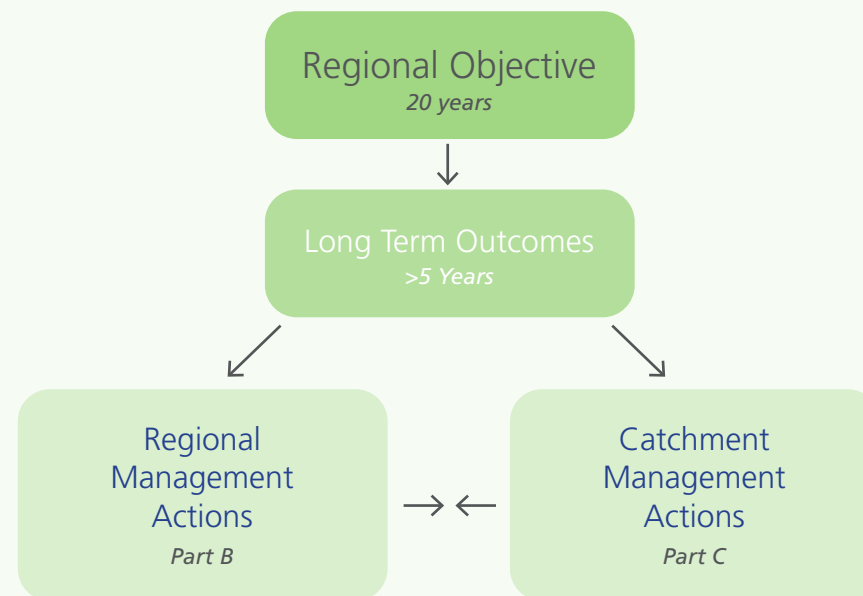 Regional Objective
20 years
Long Term Outcomes
>5 Years
Regional
Management
Actions
Part B
Catchment
Management
Actions
Part C